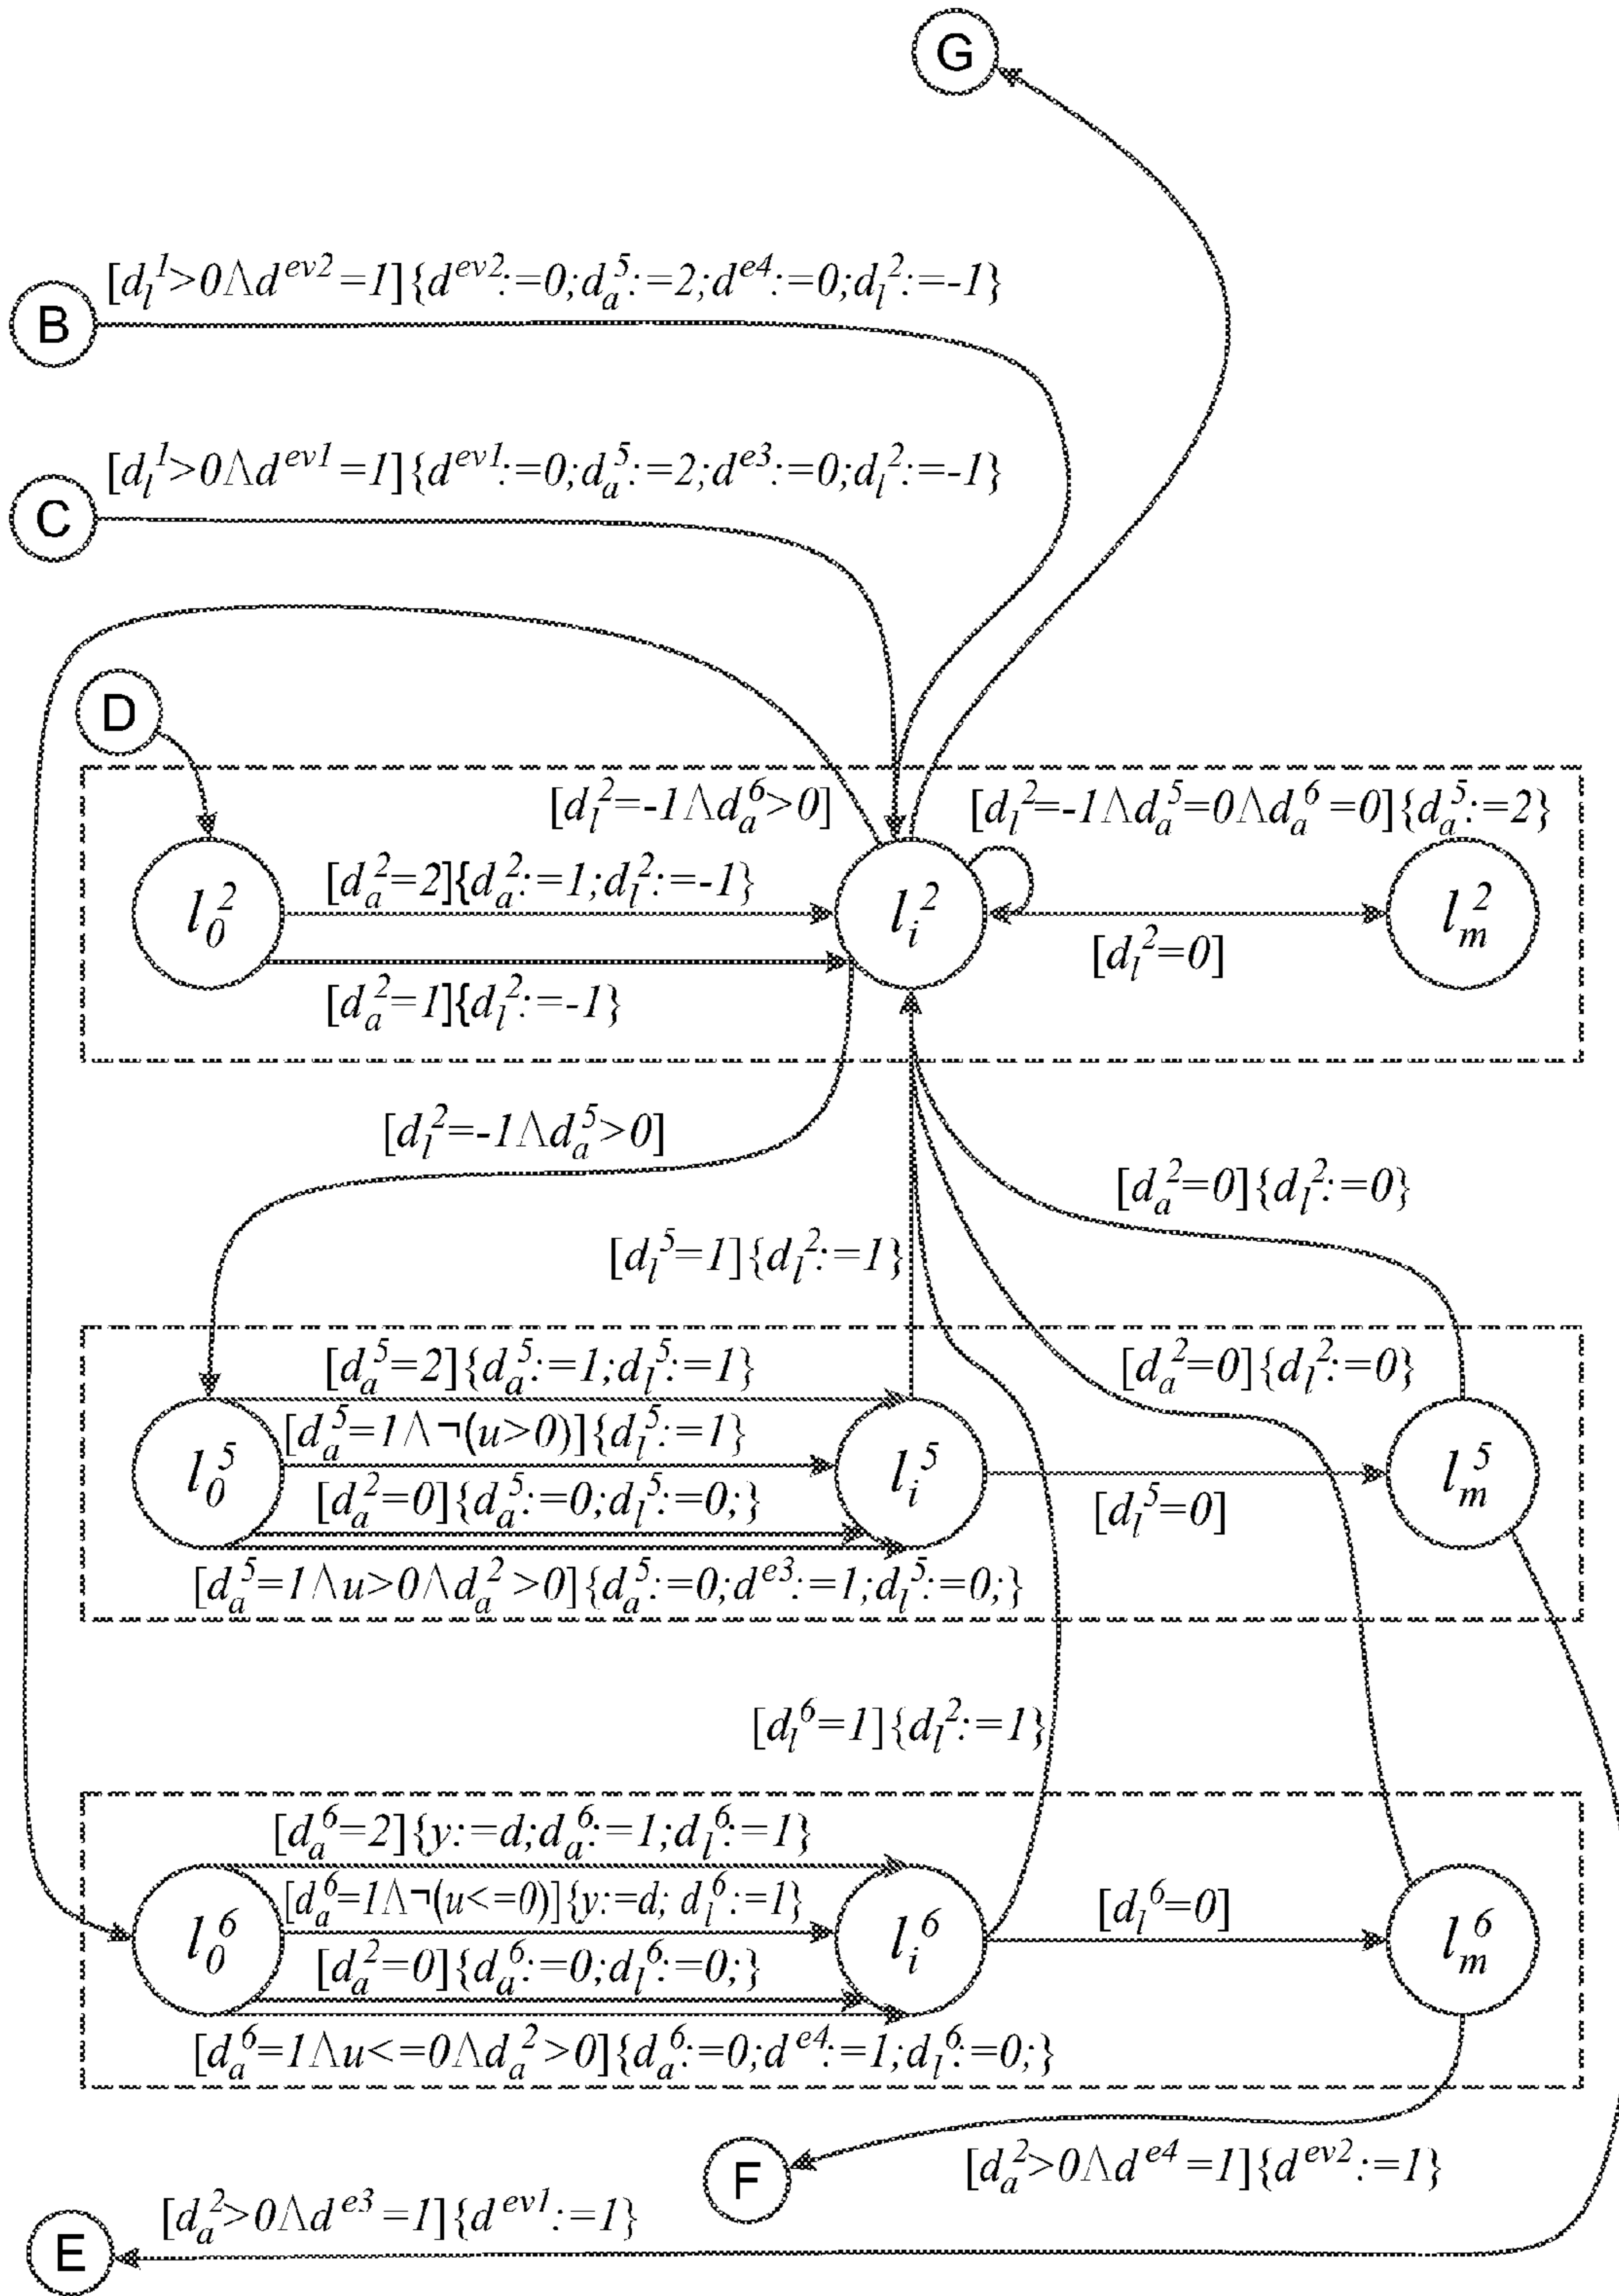 G
[d_l^1>0∧d^{ev2}=1]{d^{ev2}:=0;d_a^5:=2;d^{e4}:=0;d_l^2:=-1}
B
[d_l^1>0∧d^{ev1}=1]{d^{ev1}:=0;d_a^5:=2;d^{e3}:=0;d_l^2:=-1}
C
D
[d_l^2=-1∧d_a^6>0]
[d_l^2=-1∧d_a^5=0∧d_a^6=0]{d_a^5:=2}
[d_a^2=2]{d_a^2:=1;d_l^2:=-1}
l_0^2
l_i^2
l_m^2
[d_l^2=0]
[d_a^2=1]{d_l^2:=-1}
[d_l^2=-1∧d_a^5>0]
[d_a^2=0]{d_l^2:=0}
[d_l^5=1]{d_l^2:=1}
[d_a^5=2]{d_a^5:=1;d_l^5:=1}
[d_a^2=0]{d_l^2:=0}
[d_a^5=1∧¬(u>0)]{d_l^5:=1}
l_0^5
l_i^5
l_m^5
[d_a^2=0]{d_a^5:=0;d_l^5:=0;}
[d_l^5=0]
[d_a^5=1∧u>0∧d_a^2>0]{d_a^5:=0;d^{e3}:=1;d_l^5:=0;}
[d_l^6=1]{d_l^2:=1}
[d_a^6=2]{y:=d;d_a^6:=1;d_l^6:=1}
[d_a^6=1∧¬(u<=0)]{y:=d; d_l^6:=1}
[d_l^6=0]
l_0^6
l_i^6
l_m^6
[d_a^2=0]{d_a^6:=0;d_l^6:=0;}
[d_a^6=1∧u<=0∧d_a^2>0]{d_a^6:=0;d^{e4}:=1;d_l^6:=0;}
F
[d_a^2>0∧d^{e4}=1]{d^{ev2}:=1}
[d_a^2>0∧d^{e3}=1]{d^{ev1}:=1}
E